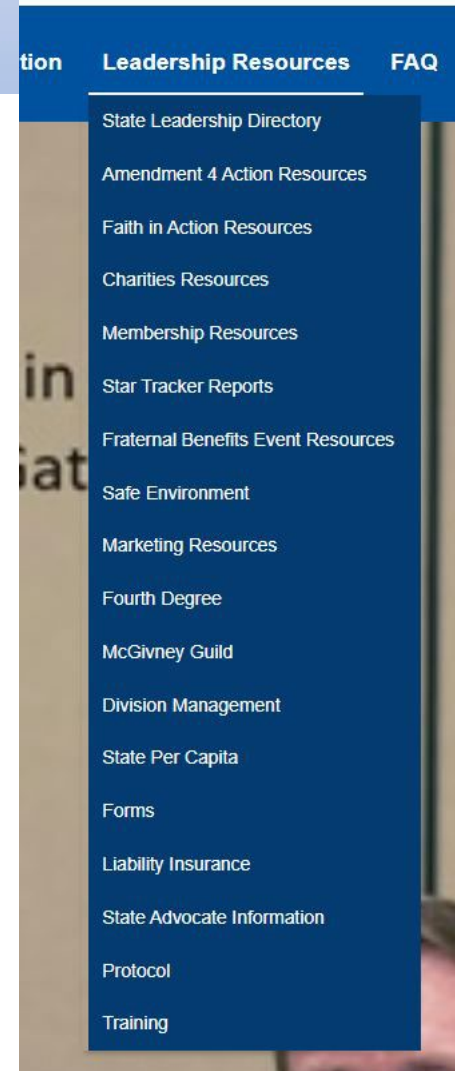 tion Leadership Resources FAQ
State Leadership Directory
Amendment 4 Action Resources
Faith in Action Resources
Charities Resources
Membership Resources
in
Star Tracker Reports
Fraternal Benefits Event Resources
at
Safe Environment
Marketing Resources
Fourth Degree
McGivney Guild
Division Management
State Per Capita
Forms
Liability Insurance
State Advocate Information
Protocol
Training